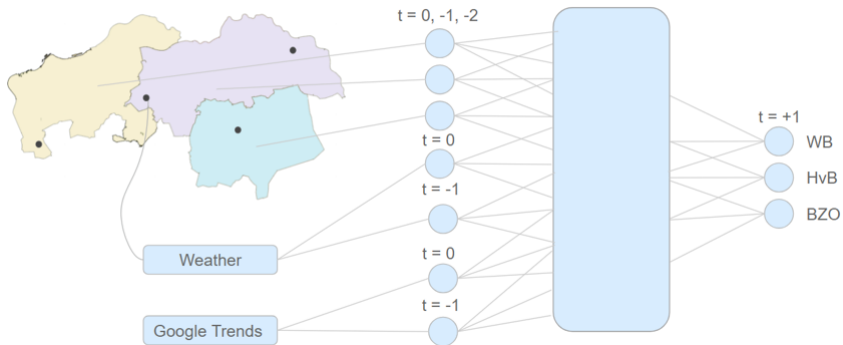 t = 0, -1, -2
t = 0
t = -1
Weather
t = 0
t = -1
Google Trends
t = +1
WB
HvB
BZO